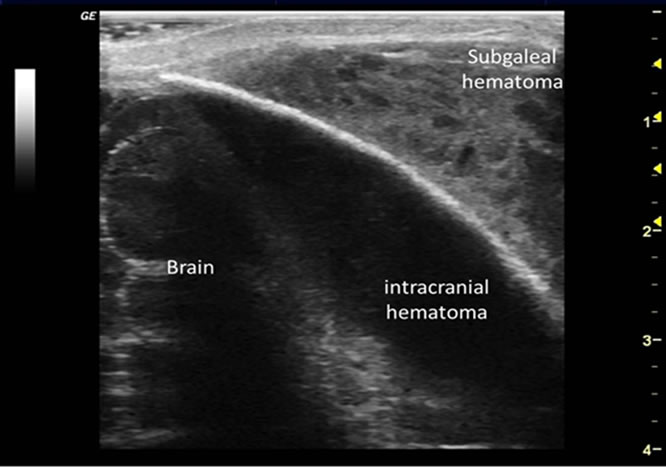 GE
Subgaleal
hematoma
1
2
Brain
intracranial
hematoma
3
4